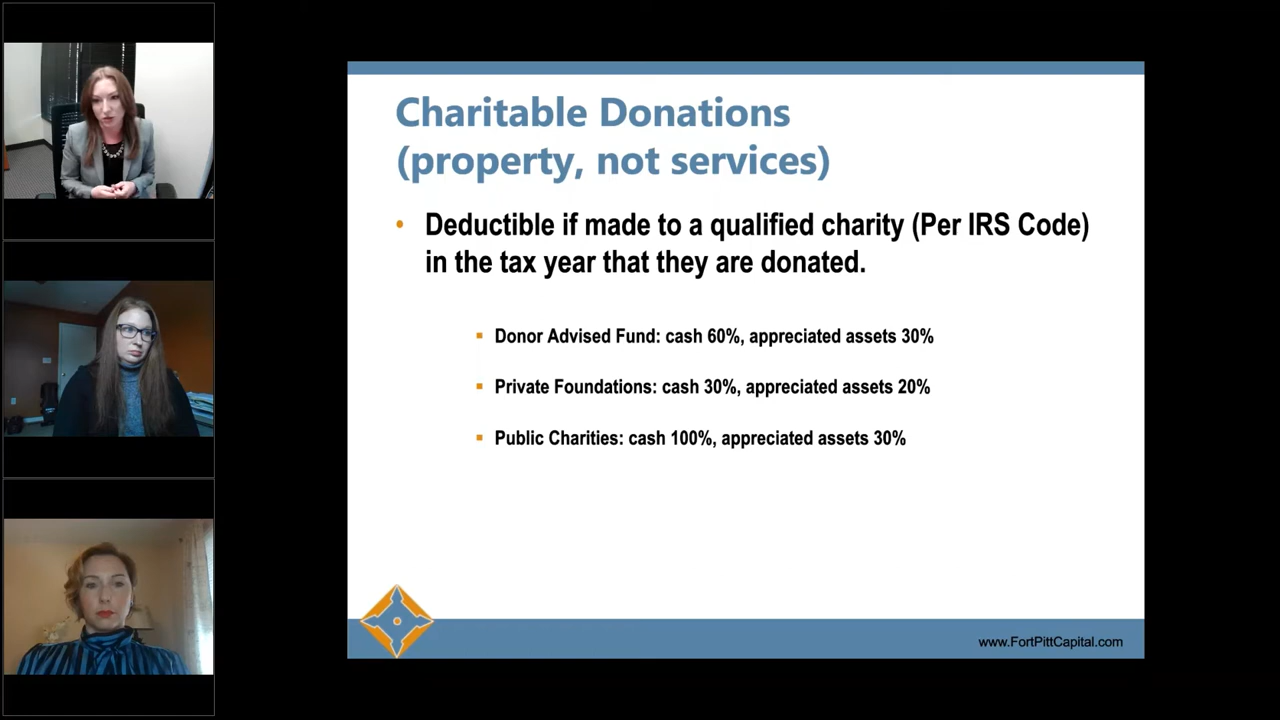 Charitable Donations
(property, not services)
• Deductible if made to a qualified charity (Per IRS Code)
in the tax year that they are donated.
▪ Donor Advised Fund: cash 60%, appreciated assets 30%
▪ Private Foundations: cash 30%, appreciated assets 20%
▪ Public Charities: cash 100%, appreciated assets 30%
www.FortPittCapital.com